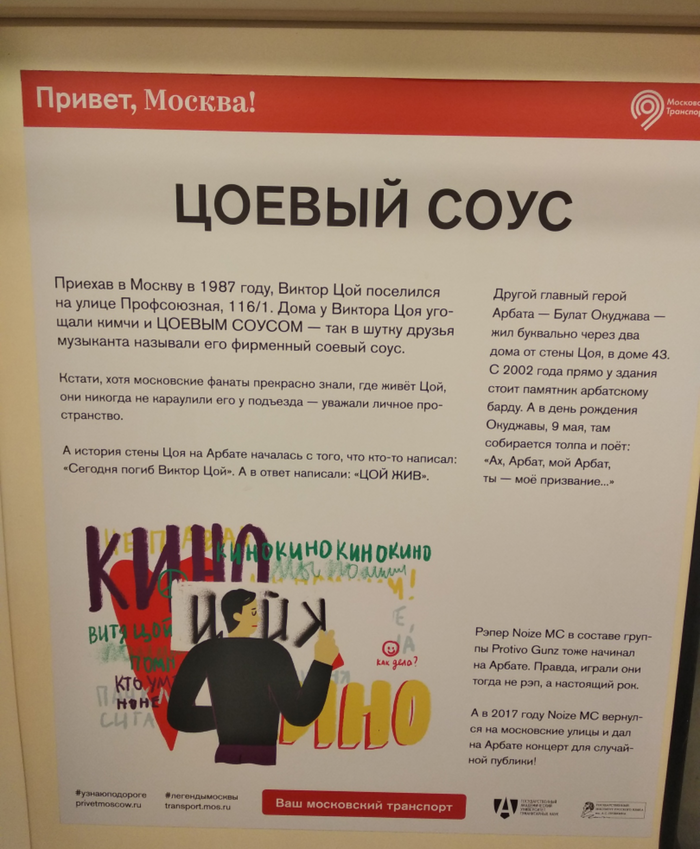 Привет, Москва!
ЦОЕВЫЙ СОУС
Приехав в Москву в 1987 году, Виктор Цой поселился
на улице Профсоюзная, 116/1. Дома у Виктора Цоя уго-
щали кимчи и ЦОЕВЫМ СОУСОМ — так в шутку друзья
музыканта называли его фирменный соевый соус.
Кстати, хотя московские фанаты прекрасно знали, где живёт Цой,
они никогда не караулили его у подъезда — уважали личное про-
странство.
А история стены Цоя на Арбате началась с того, что кто-то написал:
«Сегодня погиб Виктор Цой». А в ответ написали: «ЦОЙ ЖИВ».
Другой главный герой
Арбата — Булат Окуджава —
жил буквально через два
дома от стены Цоя, в доме 43.
С 2002 года прямо у здания
стоит памятник арбатскому
барду. А в день рождения
Окуджавы, 9 мая, там
собирается толпа и поёт:
«Ах, Арбат, мой Арбат,
ты — моё призвание...»
КИНО
КИНОКИНОКИНОКИНО
ВИТЯ ЦОЙ
как дела?
КИНО
Рэпер Noize MC в составе груп-
пы Protivo Gunz тоже начинал
на Арбате. Правда, играли они
тогда не рэп, а настоящий рок.
А в 2017 году Noize MC вернул-
ся на московские улицы и дал
на Арбате концерт для случай-
ной публики!
#узнаюподороге
privetmoscow.ru
#легендымосквы
transport.mos.ru
Ваш московский транспорт